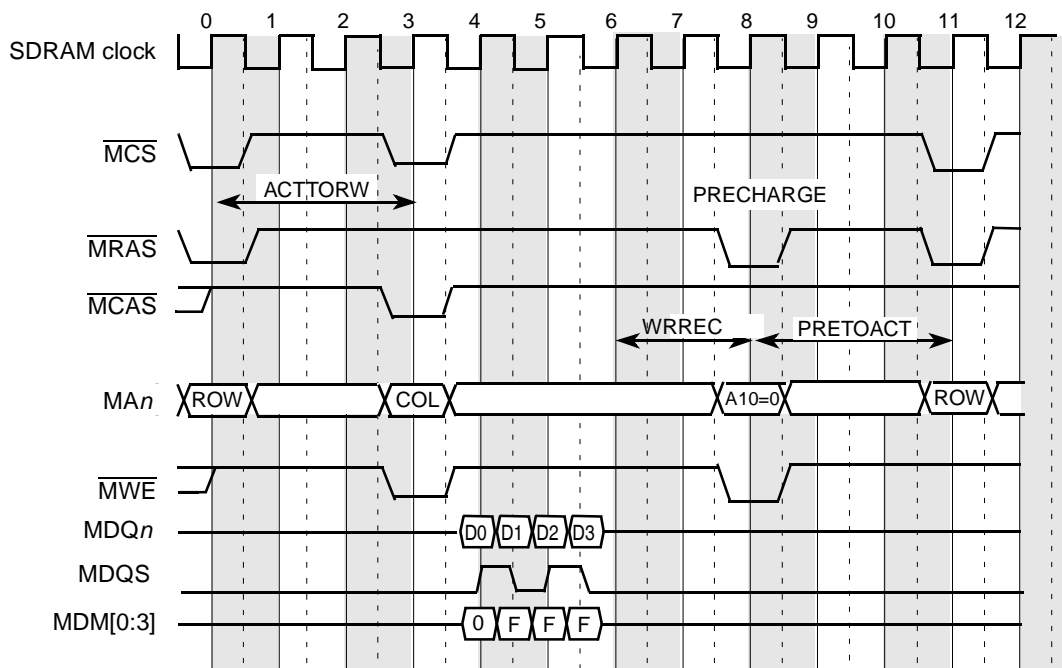 0 1 2 3 4 5 6 7 8 9 10 11 12
SDRAM clock
MCS
ACTTORW
PRECHARGE
MRAS
MCAS
WRREC PRETOACT
MAn ROW COL A10=0 ROW
MWE
MDQn D0 D1 D2 D3
MDQS
MDM[0:3] 0 F F F